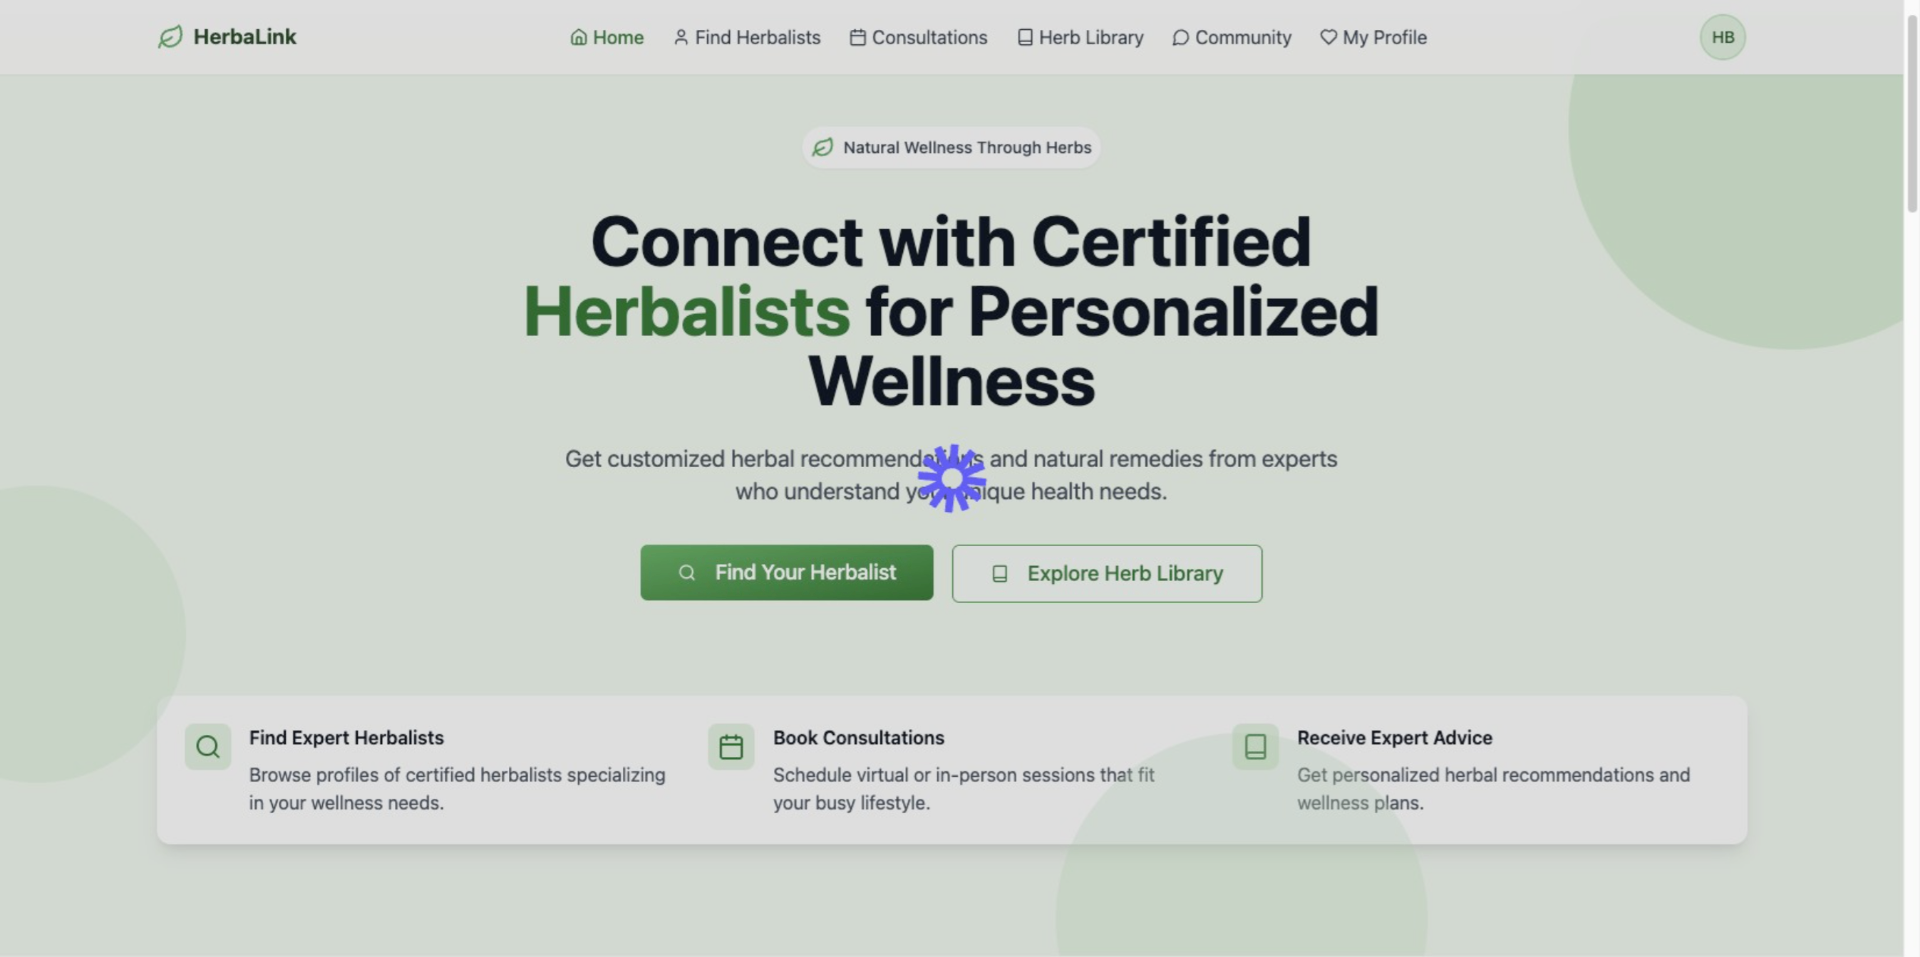 HerbaLink
Home
Find Herbalists
Consultations
Herb Library
Community
My Profile
HB
Natural Wellness Through Herbs
Connect with Certified
Herbalists for Personalized
Wellness
Get customized herbal recommendations and natural remedies from experts
who understand your unique health needs.
Find Your Herbalist
Explore Herb Library
Find Expert Herbalists
Browse profiles of certified herbalists specializing
in your wellness needs.
Book Consultations
Schedule virtual or in-person sessions that fit
your busy lifestyle.
Receive Expert Advice
Get personalized herbal recommendations and
wellness plans.